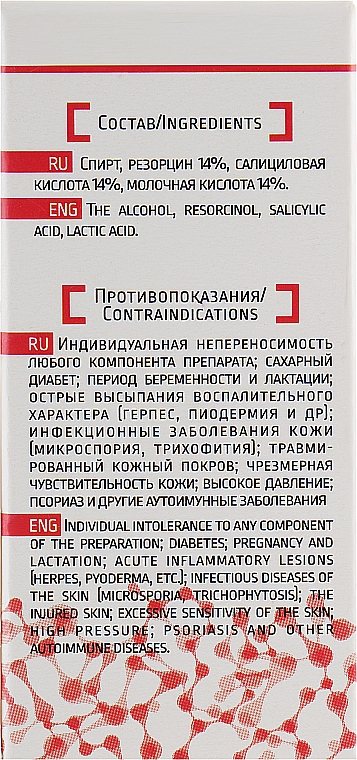 Состав/Ingredients
RU Спирт, резорцин 14%, салициловая
кислота 14%, молочная кислота 14%.
ENG The alcohol, resorcinol, salicylic
acid, lactic acid.
Противопоказания/
Contraindications
RU Индивидуальная непереносимость
любого компонента препарата; сахарный
диабет; период беременности и лактации;
острые высыпания воспалительного
характера (герпес, пиодермия и др);
инфекционные заболевания кожи
(микроспория, трихофития); травми-
рованный кожный покров; чрезмерная
чувствительность кожи; высокое давление;
псориаз и другие аутоимунные заболевания
ENG Individual intolerance to any component
of the preparation; diabetes; pregnancy and
lactation; acute inflammatory lesions
(herpes, pyoderma, etc.); infectious diseases of
the skin (microsporia, trichophytosis); the
injured skin; excessive sensitivity of the skin;
high pressure; psoriasis and other
autoimmune diseases.